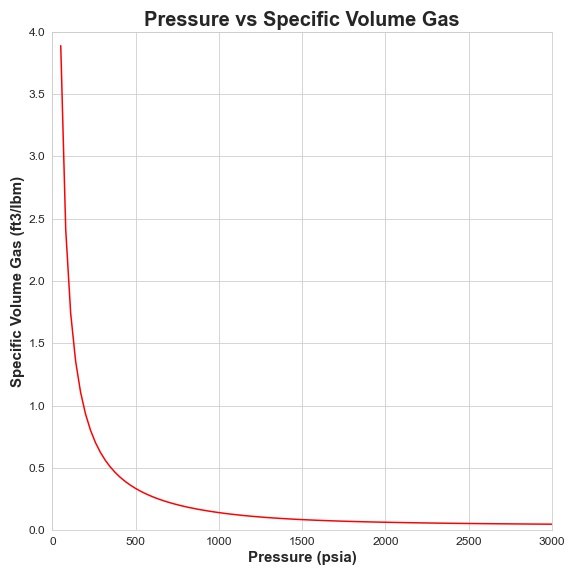 Pressure vs Specific Volume Gas
4.0
3.5
3.0
2.5
2.0
1.5
1.0
0.5
0.0
Specific Volume Gas (ft3/lbm)
0 500 1000 1500 2000 2500 3000
Pressure (psia)